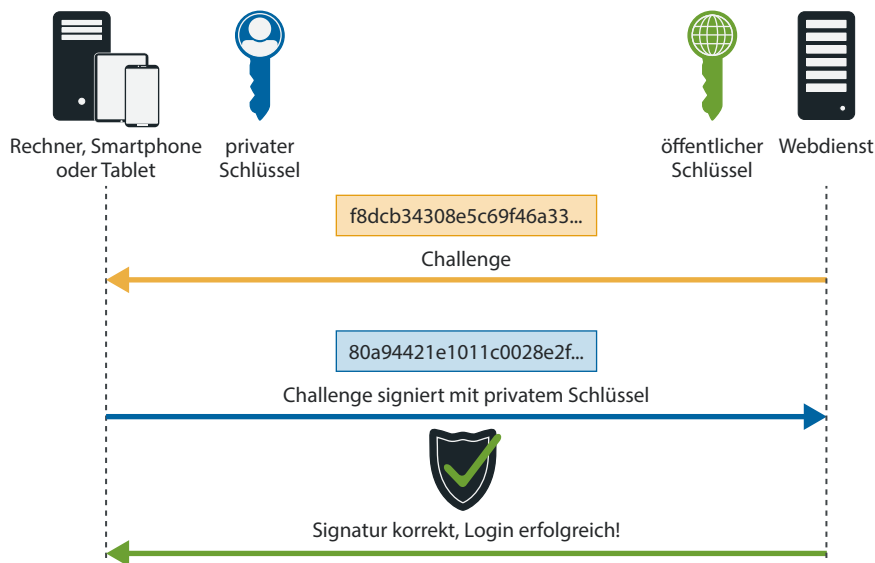 Rechner, Smartphone
oder Tablet
privater
Schlüssel
öffentlicher
Schlüssel
Webdienst
f8dcb34308e5c69f46a33...
Challenge
80a94421e1011c0028e2f...
Challenge signiert mit privatem Schlüssel
Signatur korrekt, Login erfolgreich!